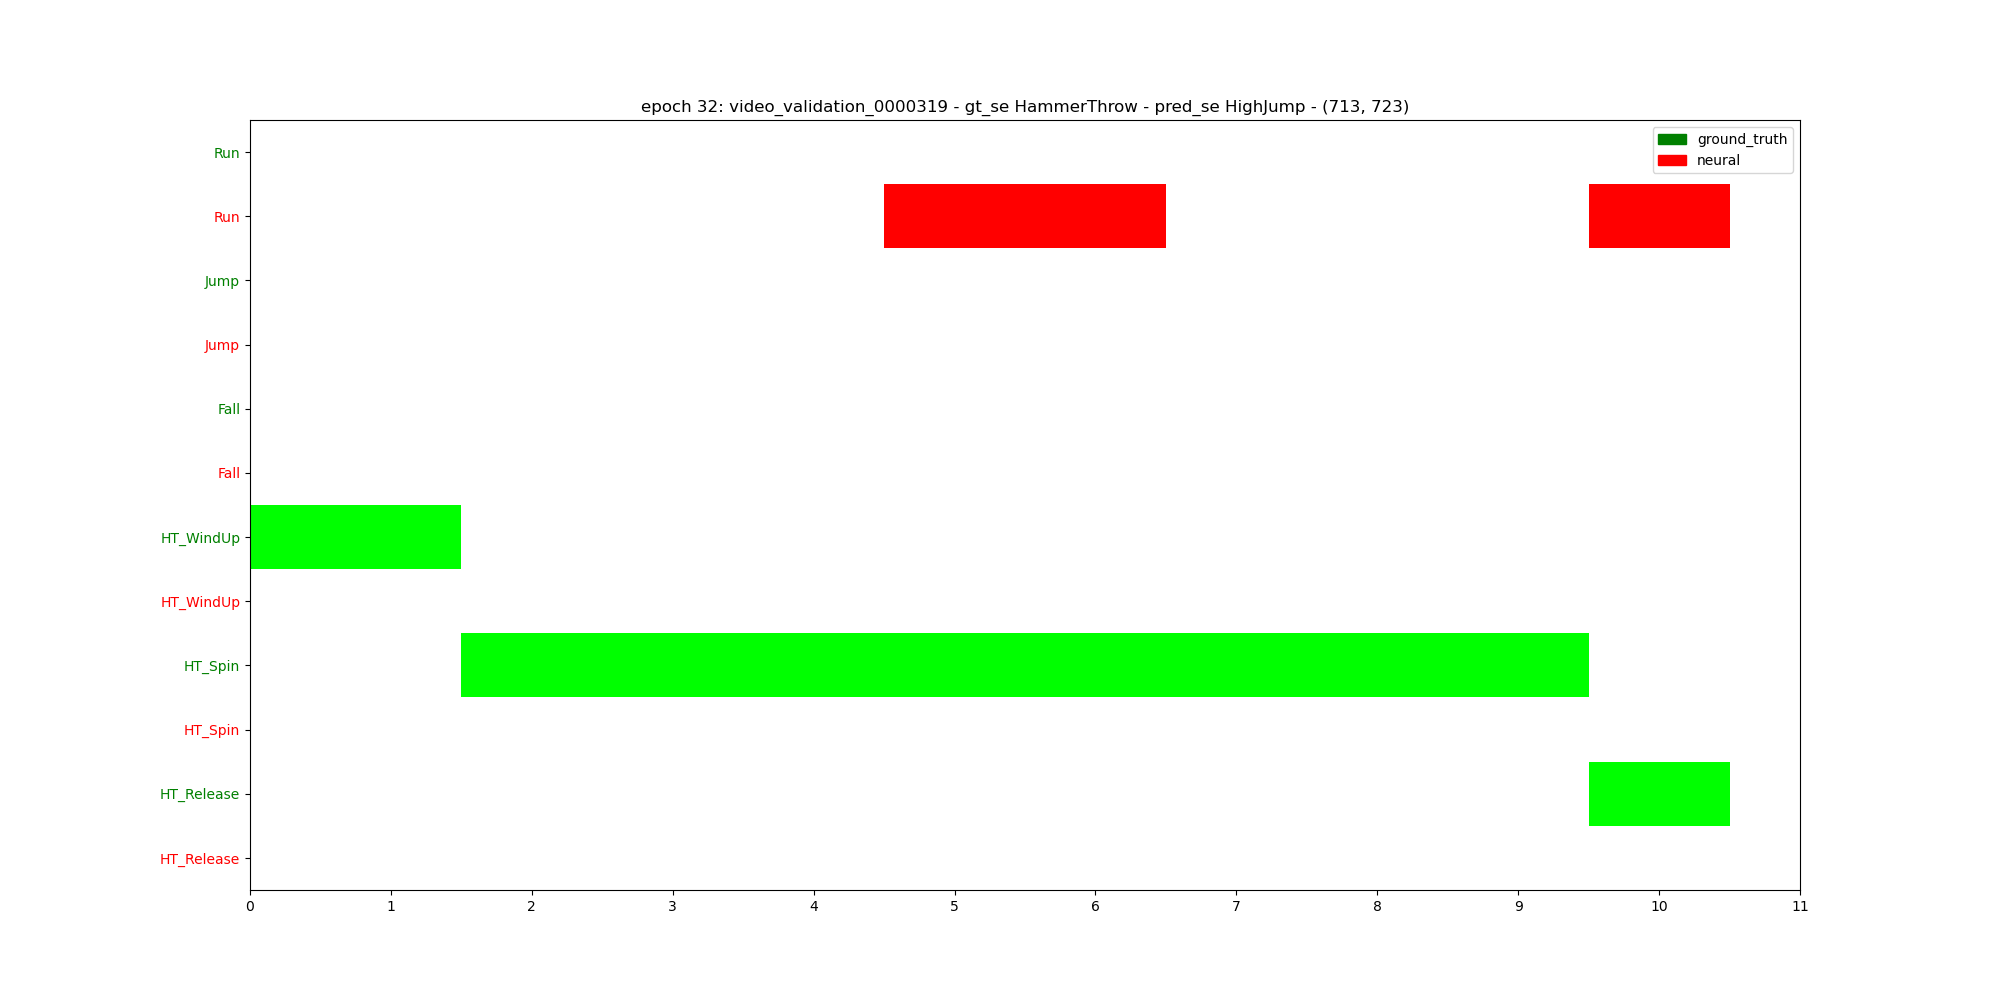 epoch 32: video_validation_0000319 - gt_se HammerThrow - pred_se HighJump - (713, 723)
ground_truth
neural
Run
Run
Jump
Jump
Fall
Fall
HT_WindUp
HT_WindUp
HT_Spin
HT_Spin
HT_Release
HT_Release
0 1 2 3 4 5 6 7 8 9 10 11